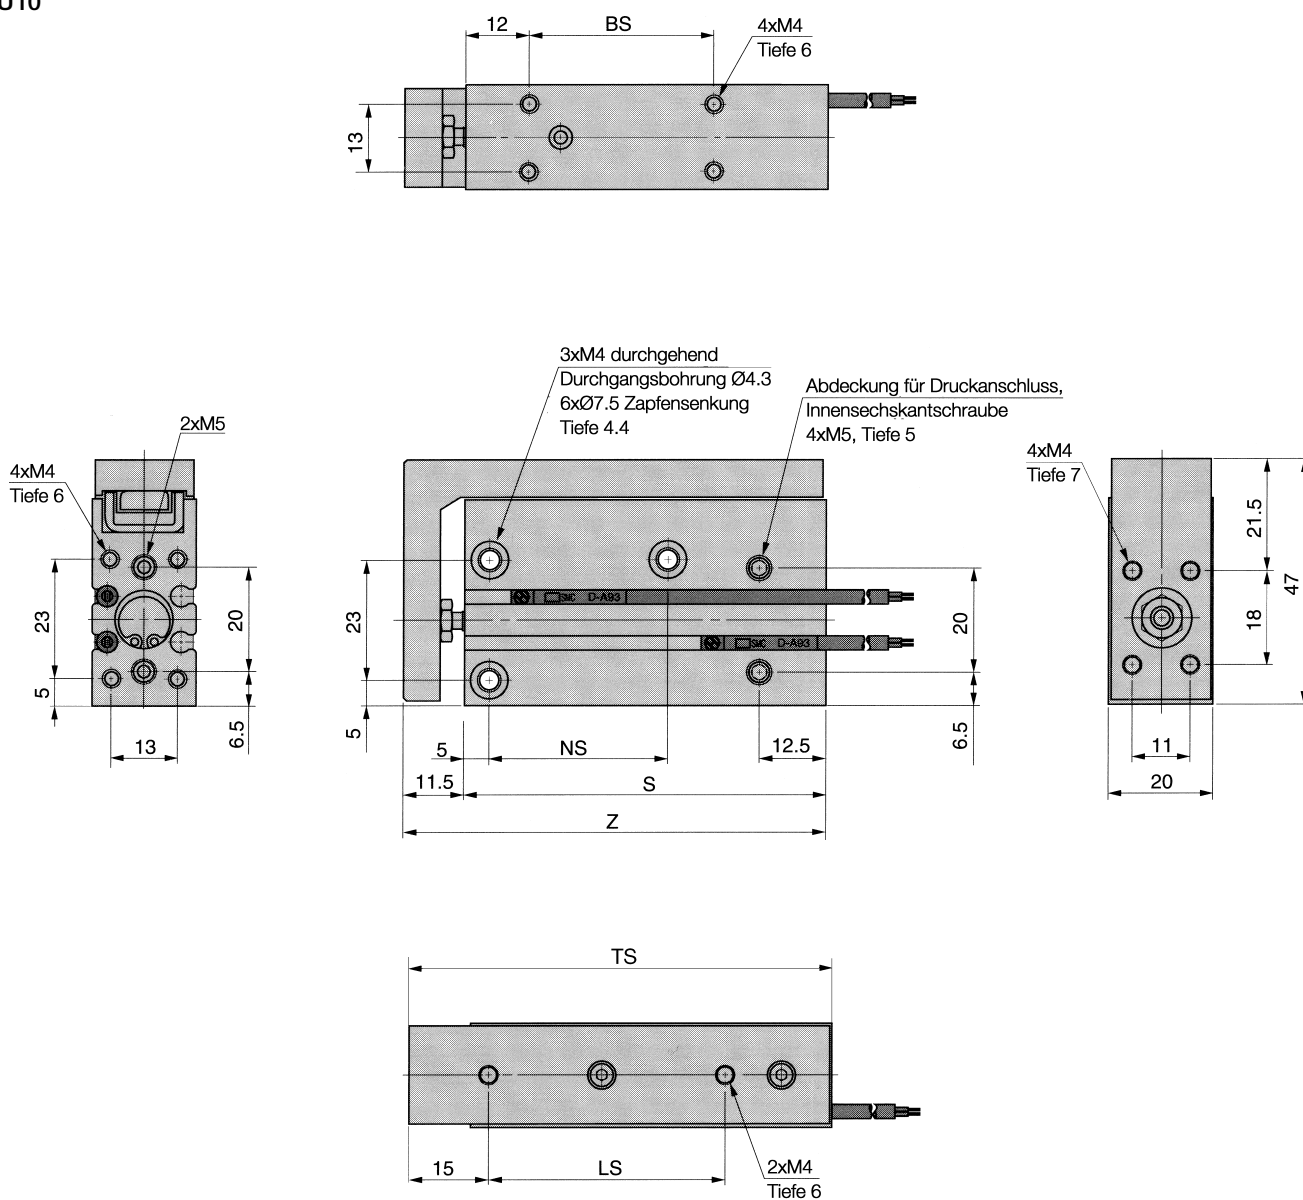 12
BS
4xM4
Tiefe 6
13
3xM4 durchgehend
Durchgangsbohrung Ø4.3
6xØ7.5 Zapfensenkung
Tiefe 4.4
Abdeckung für Druckanschluss,
Innensechskantschraube
4xM5, Tiefe 5
2xM5
4xM4
Tiefe 6
23
5
20
6.5
13
SMC D-A93
SMC D-A93
23
5
20
6.5
5
NS
12.5
11.5
S
Z
4xM4
Tiefe 7
21.5
47
18
11
20
TS
15
LS
2xM4
Tiefe 6